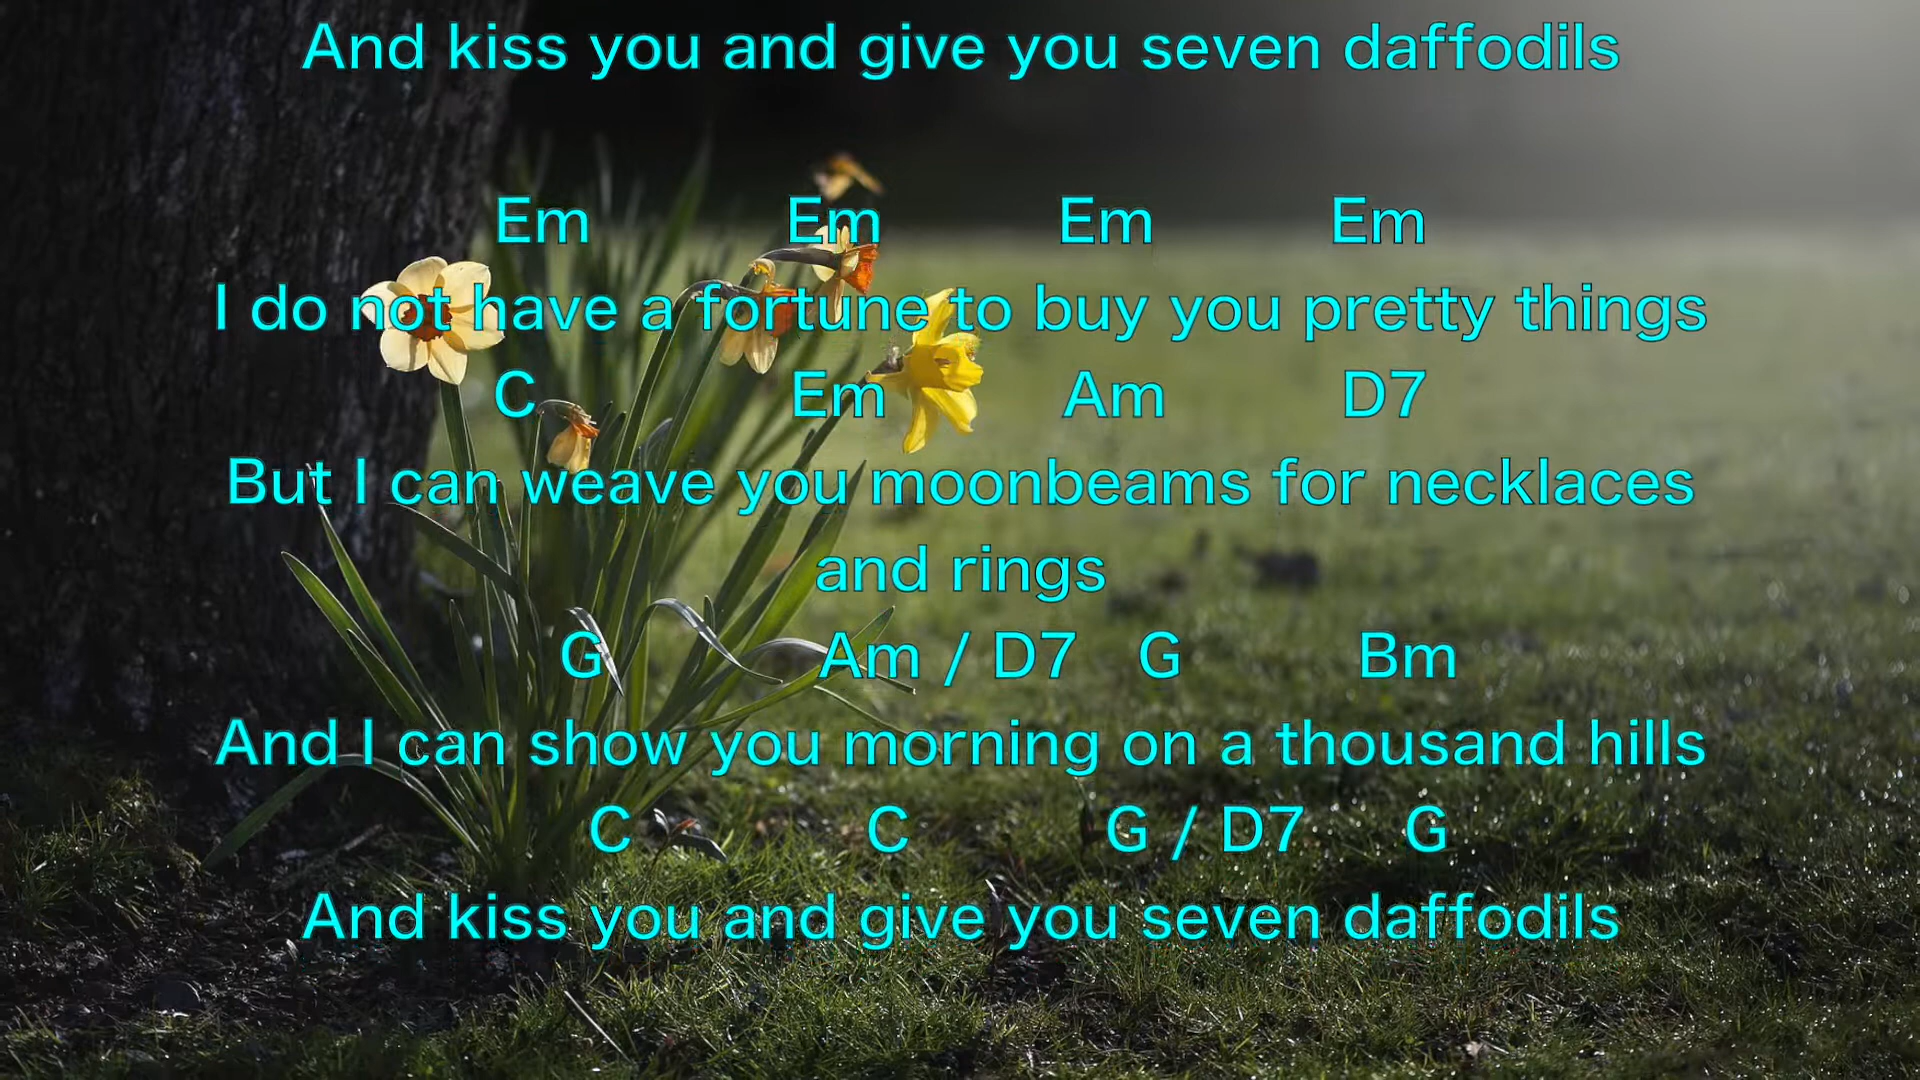 And kiss you and give you seven daffodils
Em Em Em Em
I do not have a fortune to buy you pretty things
C Em Am D7
But I can weave you moonbeams for necklaces
and rings
G Am / D7 G Bm
And I can show you morning on a thousand hills
C C G / D7 G
And kiss you and give you seven daffodils